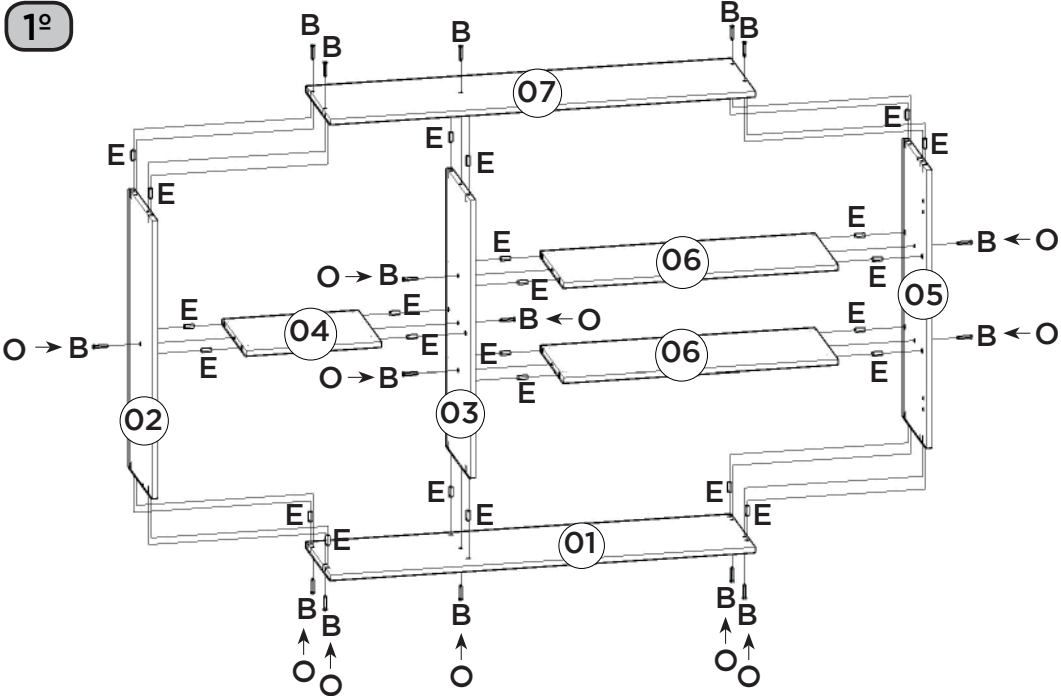 1º
B B B B B
07
E E E E
E E E E
E E
O → B E 06 E B ← O
E 04 E B ← O 05
O → B E E 06 E B ← O
E O → B E E
02 03
E E
E E E E
01
B B B B B
O O O O O